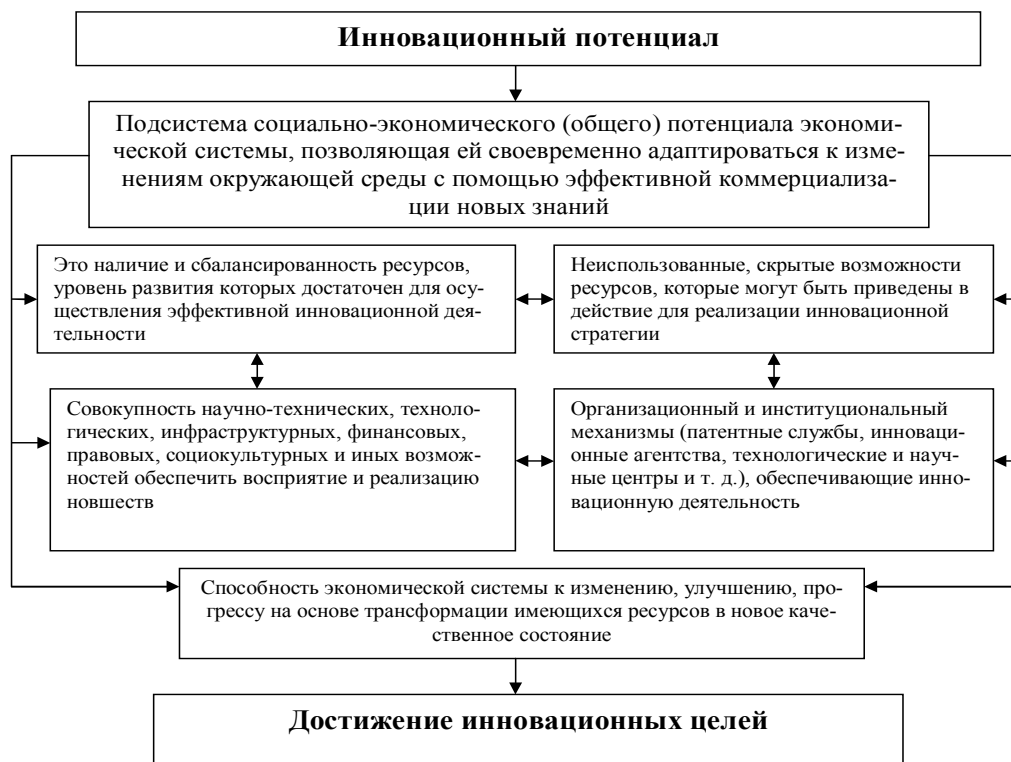 Инновационный потенциал
Подсистема социально-экономического (общего) потенциала экономи-
ческой системы, позволяющая ей своевременно адаптироваться к изме-
нениям окружающей среды с помощью эффективной коммерциализа-
ции новых знаний
Это наличие и сбалансированность ресурсов,
уровень развития которых достаточен для осу-
ществления эффективной инновационной дея-
тельности
Неиспользованные, скрытые возможности
ресурсов, которые могут быть приведены в
действие для реализации инновационной
стратегии
Совокупность научно-технических, техноло-
гических, инфраструктурных, финансовых,
правовых, социокультурных и иных возмож-
ностей обеспечить восприятие и реализацию
новшеств
Организационный и институциональный
механизмы (патентные службы, инноваци-
онные агентства, технологические и науч-
ные центры и т. д.), обеспечивающие инно-
вационную деятельность
Способность экономической системы к изменению, улучшению, про-
грессу на основе трансформации имеющихся ресурсов в новое каче-
ственное состояние
Достижение инновационных целей